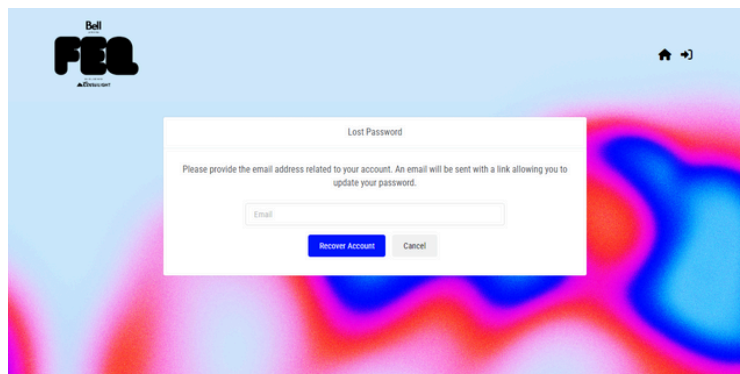 Bell
FEQ
Lost Password
Please provide the email address related to your account. An email will be sent with a link allowing you to
update your password.
Email
Recover Account
Cancel